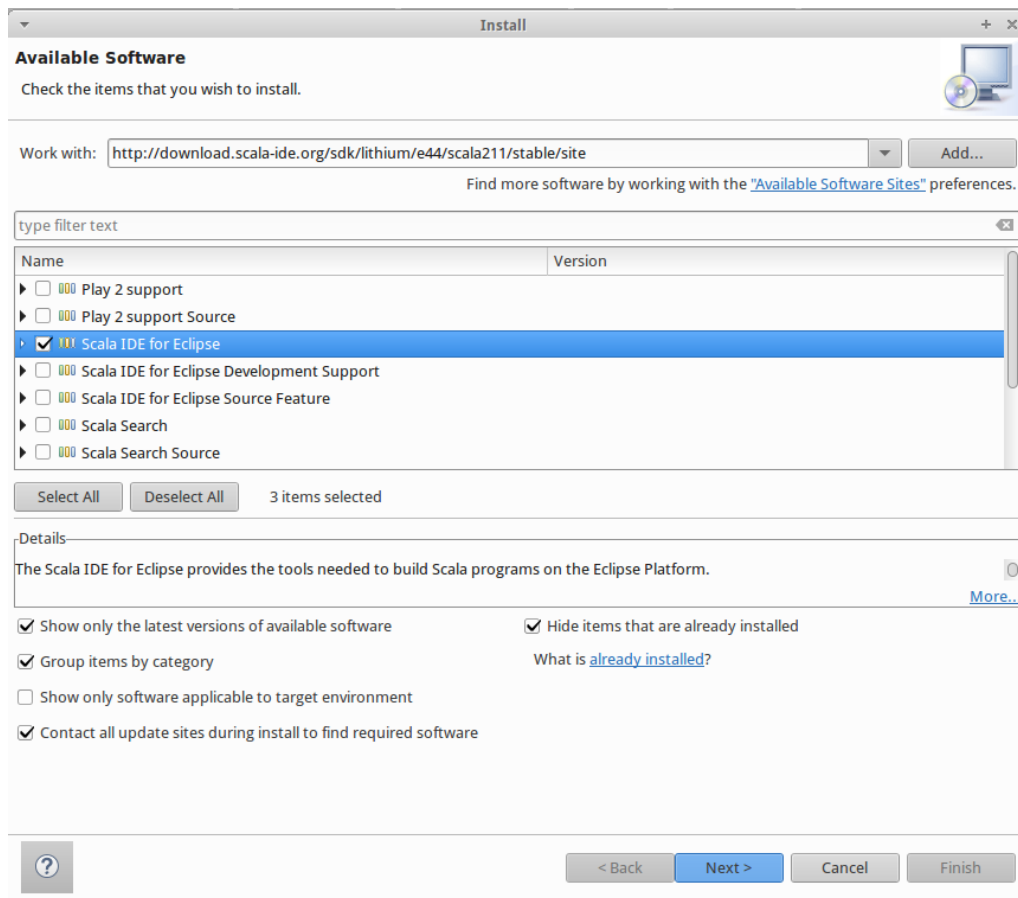 Install
Available Software
Check the items that you wish to install.
Work with: http://download.scala-ide.org/sdk/lithium/e44/scala211/stable/site Add...
Find more software by working with the "Available Software Sites" preferences.
type filter text
Name Version
Play 2 support
Play 2 support Source
Scala IDE for Eclipse
Scala IDE for Eclipse Development Support
Scala IDE for Eclipse Source Feature
Scala Search
Scala Search Source
Select All Deselect All 3 items selected
Details
The Scala IDE for Eclipse provides the tools needed to build Scala programs on the Eclipse Platform.
More...
Show only the latest versions of available software Hide items that are already installed
Group items by category What is already installed?
Show only software applicable to target environment
Contact all update sites during install to find required software
? < Back Next > Cancel Finish